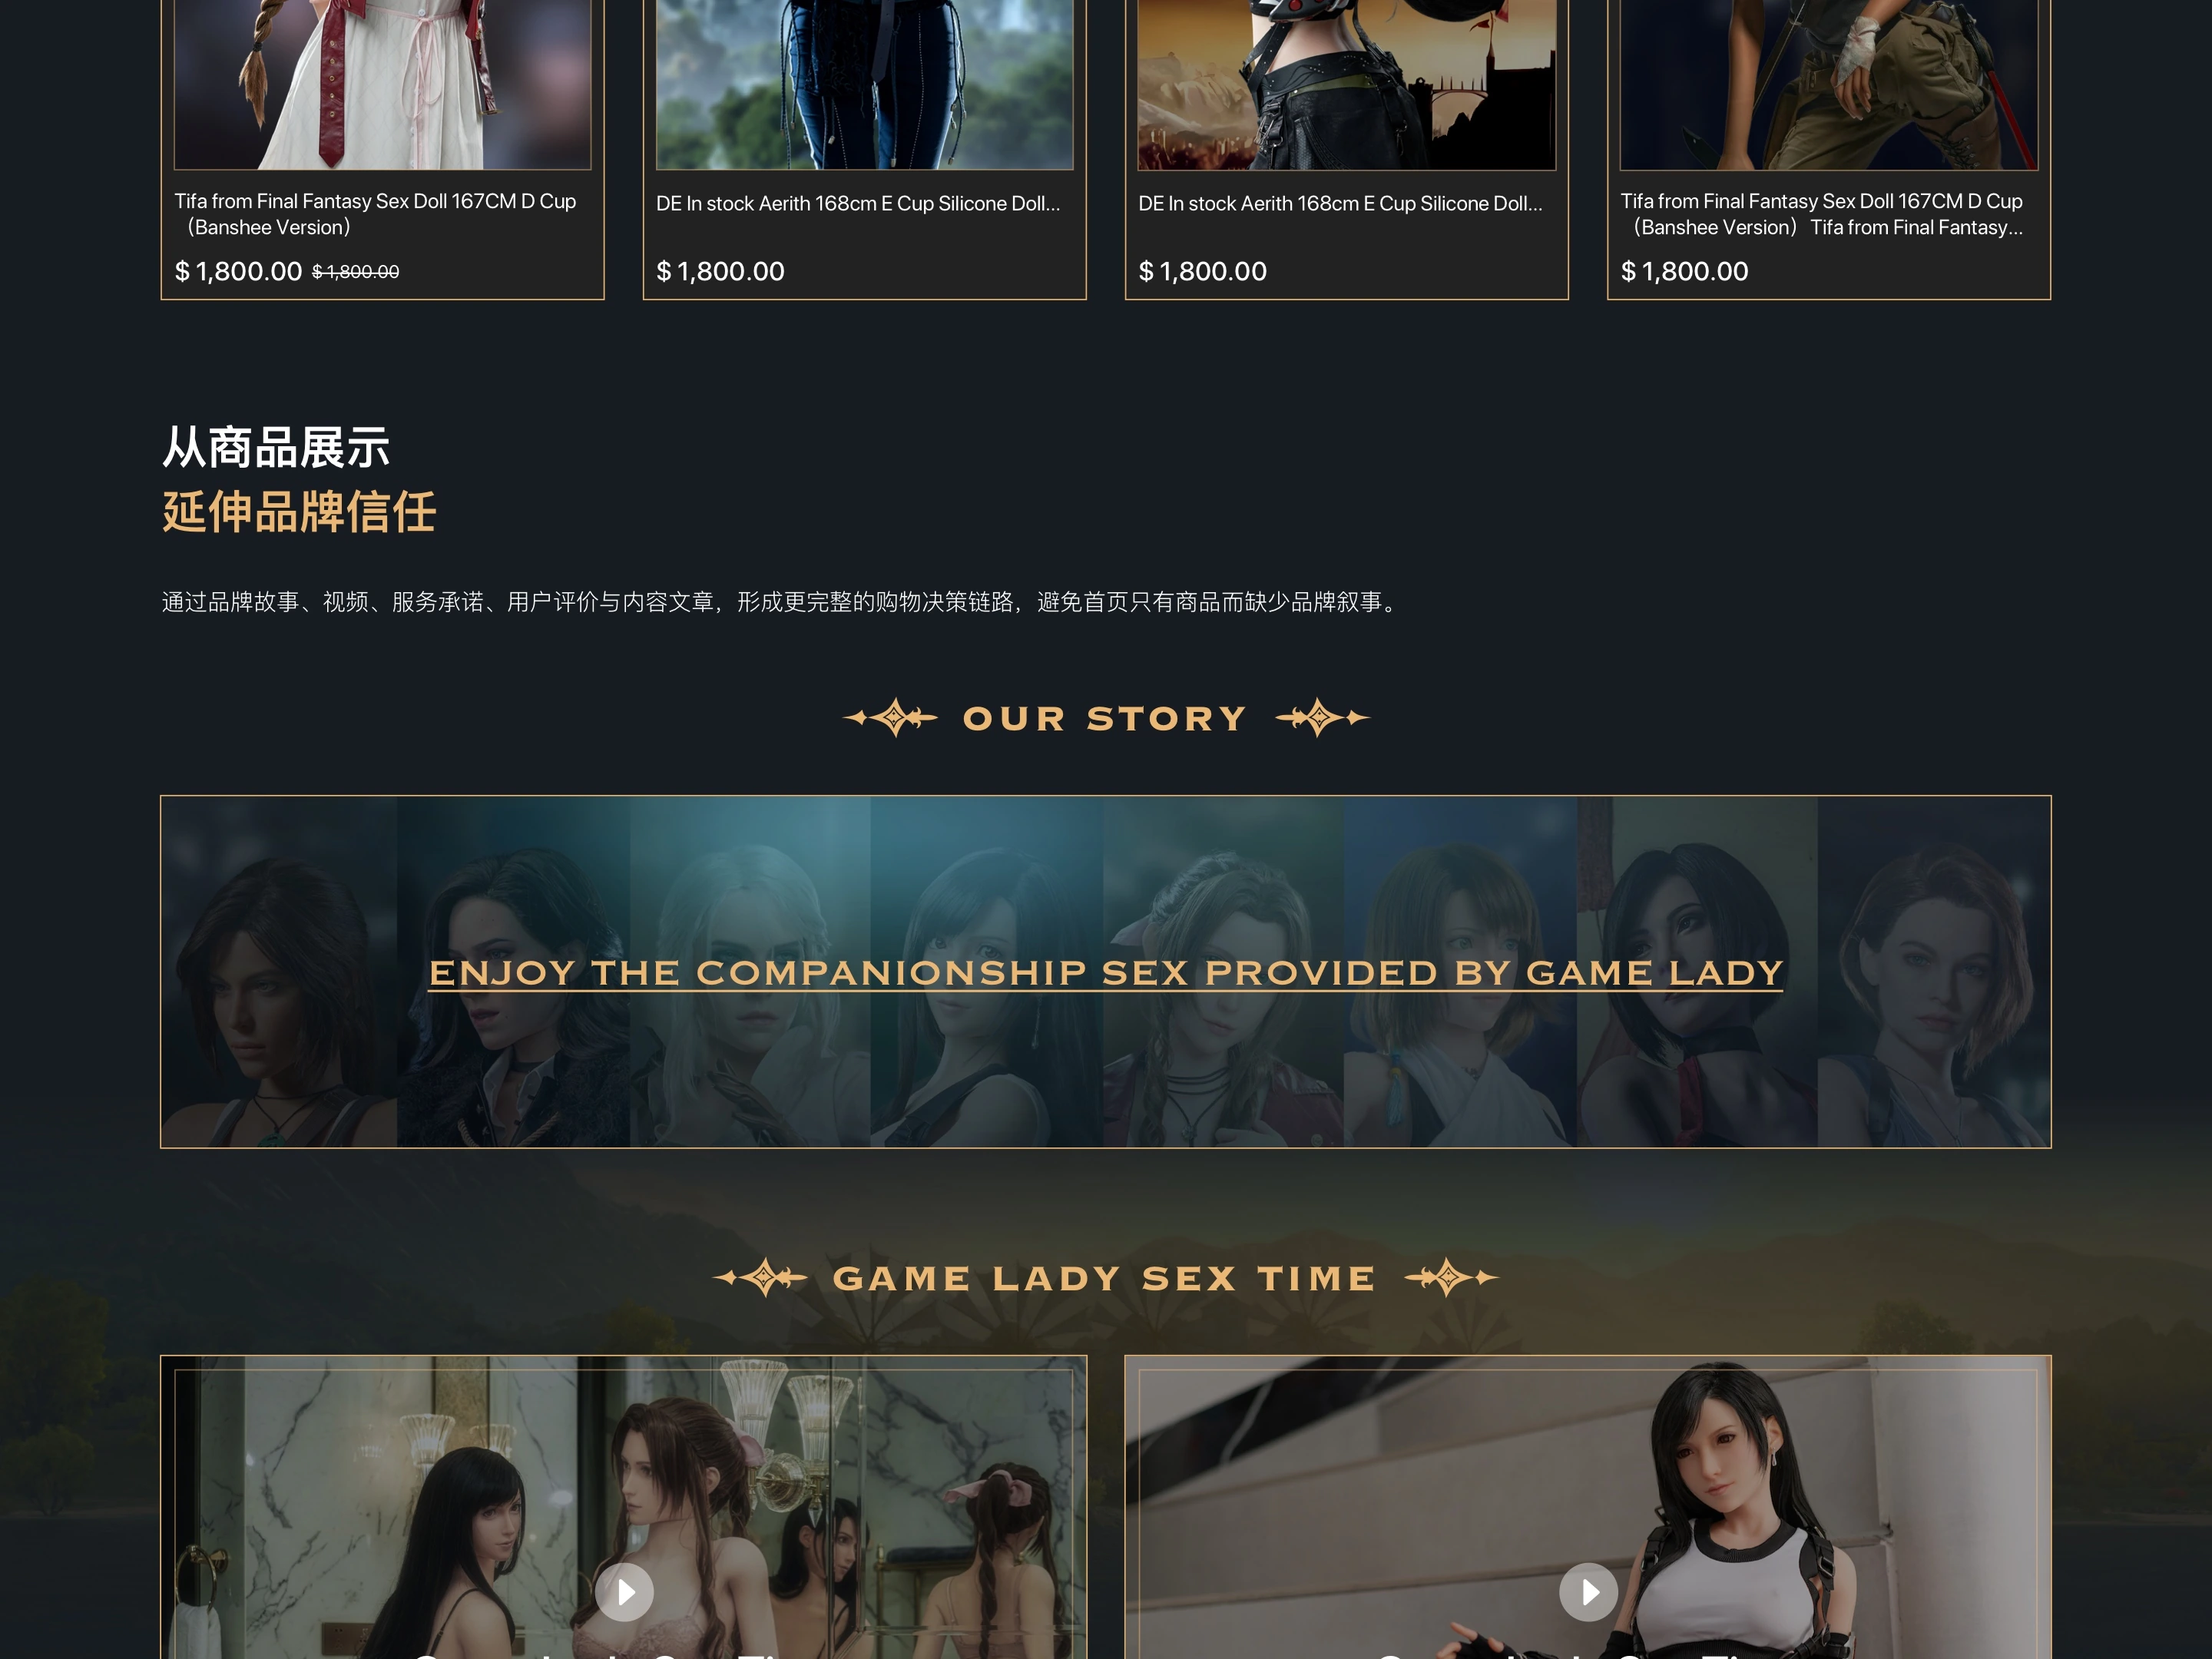 Tifa from Final Fantasy Sex Doll 167CM D Cup
（Banshee Version）
$ 1,800.00 $ 1,800.00
DE In stock Aerith 168cm E Cup Silicone Doll...
$ 1,800.00
DE In stock Aerith 168cm E Cup Silicone Doll...
$ 1,800.00
Tifa from Final Fantasy Sex Doll 167CM D Cup
（Banshee Version）Tifa from Final Fantasy...
$ 1,800.00
从商品展示
延伸品牌信任
通过品牌故事、视频、服务承诺、用户评价与内容文章，形成更完整的购物决策链路，避免首页只有商品而缺少品牌叙事。
OUR STORY
ENJOY THE COMPANIONSHIP SEX PROVIDED BY GAME LADY
GAME LADY SEX TIME